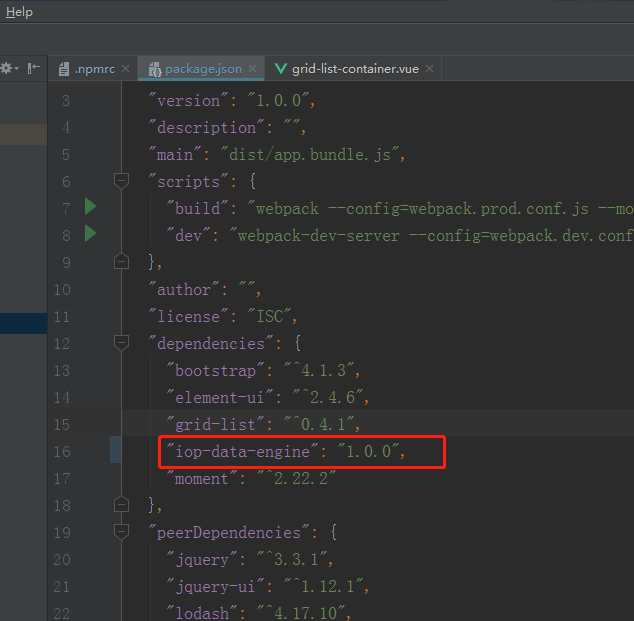 Help
.npmrc package.json grid-list-container.vue
3 "version": "1.0.0",
4 "description": "",
5 "main": "dist/app.bundle.js",
6 "scripts": {
7 "build": "webpack --config=webpack.prod.conf.js --mo
8 "dev": "webpack-dev-server --config=webpack.dev.conf
9 },
10 "author": "",
11 "license": "ISC",
12 "dependencies": {
13 "bootstrap": "^4.1.3",
14 "element-ui": "^2.4.6",
15 "grid-list": "^0.4.1",
16 "iop-data-engine": "1.0.0",
17 "moment": "^2.22.2"
18 },
19 "peerDependencies": {
20 "jquery": "^3.3.1",
21 "jquery-ui": "^1.12.1",
22 "lodash": "^4.17.10",